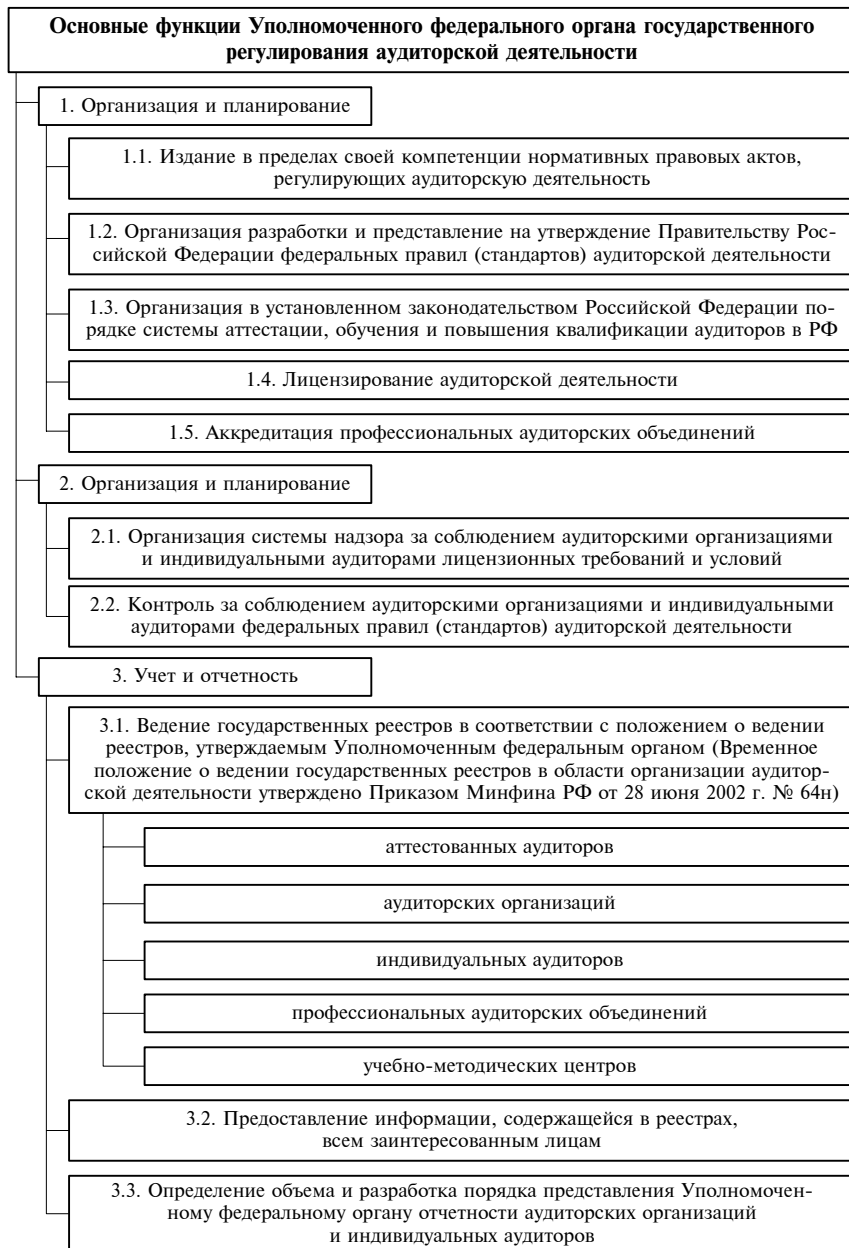 Основные функции Уполномоченного федерального органа государственного
регулирования аудиторской деятельности
1. Организация и планирование
1.1. Издание в пределах своей компетенции нормативных правовых актов,
регулирующих аудиторскую деятельность
1.2. Организация разработки и представление на утверждение Правительству Рос-
сийской Федерации федеральных правил (стандартов) аудиторской деятельности
1.3. Организация в установленном законодательством Российской Федерации по-
рядке системы аттестации, обучения и повышения квалификации аудиторов в РФ
1.4. Лицензирование аудиторской деятельности
1.5. Аккредитация профессиональных аудиторских объединений
2. Организация и планирование
2.1. Организация системы надзора за соблюдением аудиторскими организациями
и индивидуальными аудиторами лицензионных требований и условий
2.2. Контроль за соблюдением аудиторскими организациями и индивидуальными
аудиторами федеральных правил (стандартов) аудиторской деятельности
3. Учет и отчетность
3.1. Ведение государственных реестров в соответствии с положением о ведении
реестров, утверждаемым Уполномоченным федеральным органом (Временное
положение о ведении государственных реестров в области организации аудитор-
ской деятельности утверждено Приказом Минфина РФ от 28 июня 2002 г. № 64н)
аттестованных аудиторов
аудиторских организаций
индивидуальных аудиторов
профессиональных аудиторских объединений
учебно-методических центров
3.2. Предоставление информации, содержащейся в реестрах,
всем заинтересованным лицам
3.3. Определение объема и разработка порядка представления Уполномочен-
ному федеральному органу отчетности аудиторских организаций
и индивидуальных аудиторов